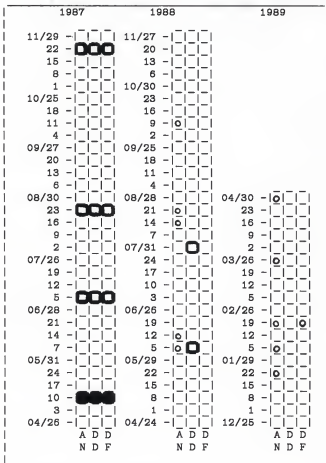 1987 1988 1989
11/29 - 11/27 -
22 - 20 -
15 - 13 -
8 - 6 -
1 - 10/30 -
10/25 - 23 -
18 - 16 -
11 - 9 -
4 - 2 -
09/27 - 09/25 -
20 - 18 -
13 - 11 -
6 - 4 -
08/30 - 08/28 - 04/30 -
23 - 21 - 23 -
16 - 14 - 16 -
9 - 7 - 9 -
2 - 07/31 - 2 -
07/26 - 24 - 03/26 -
19 - 17 - 19 -
12 - 10 - 12 -
5 - 3 - 5 -
06/28 - 06/26 - 02/26 -
21 - 19 - 19 -
14 - 12 - 12 -
7 - 5 - 5 -
05/31 - 05/29 - 01/29 -
24 - 22 - 22 -
17 - 15 - 15 -
10 - 8 - 8 -
3 - 1 - 1 -
04/26 - 04/24 - 12/25 -
A D D A D D A D D
N D F N D F N D F